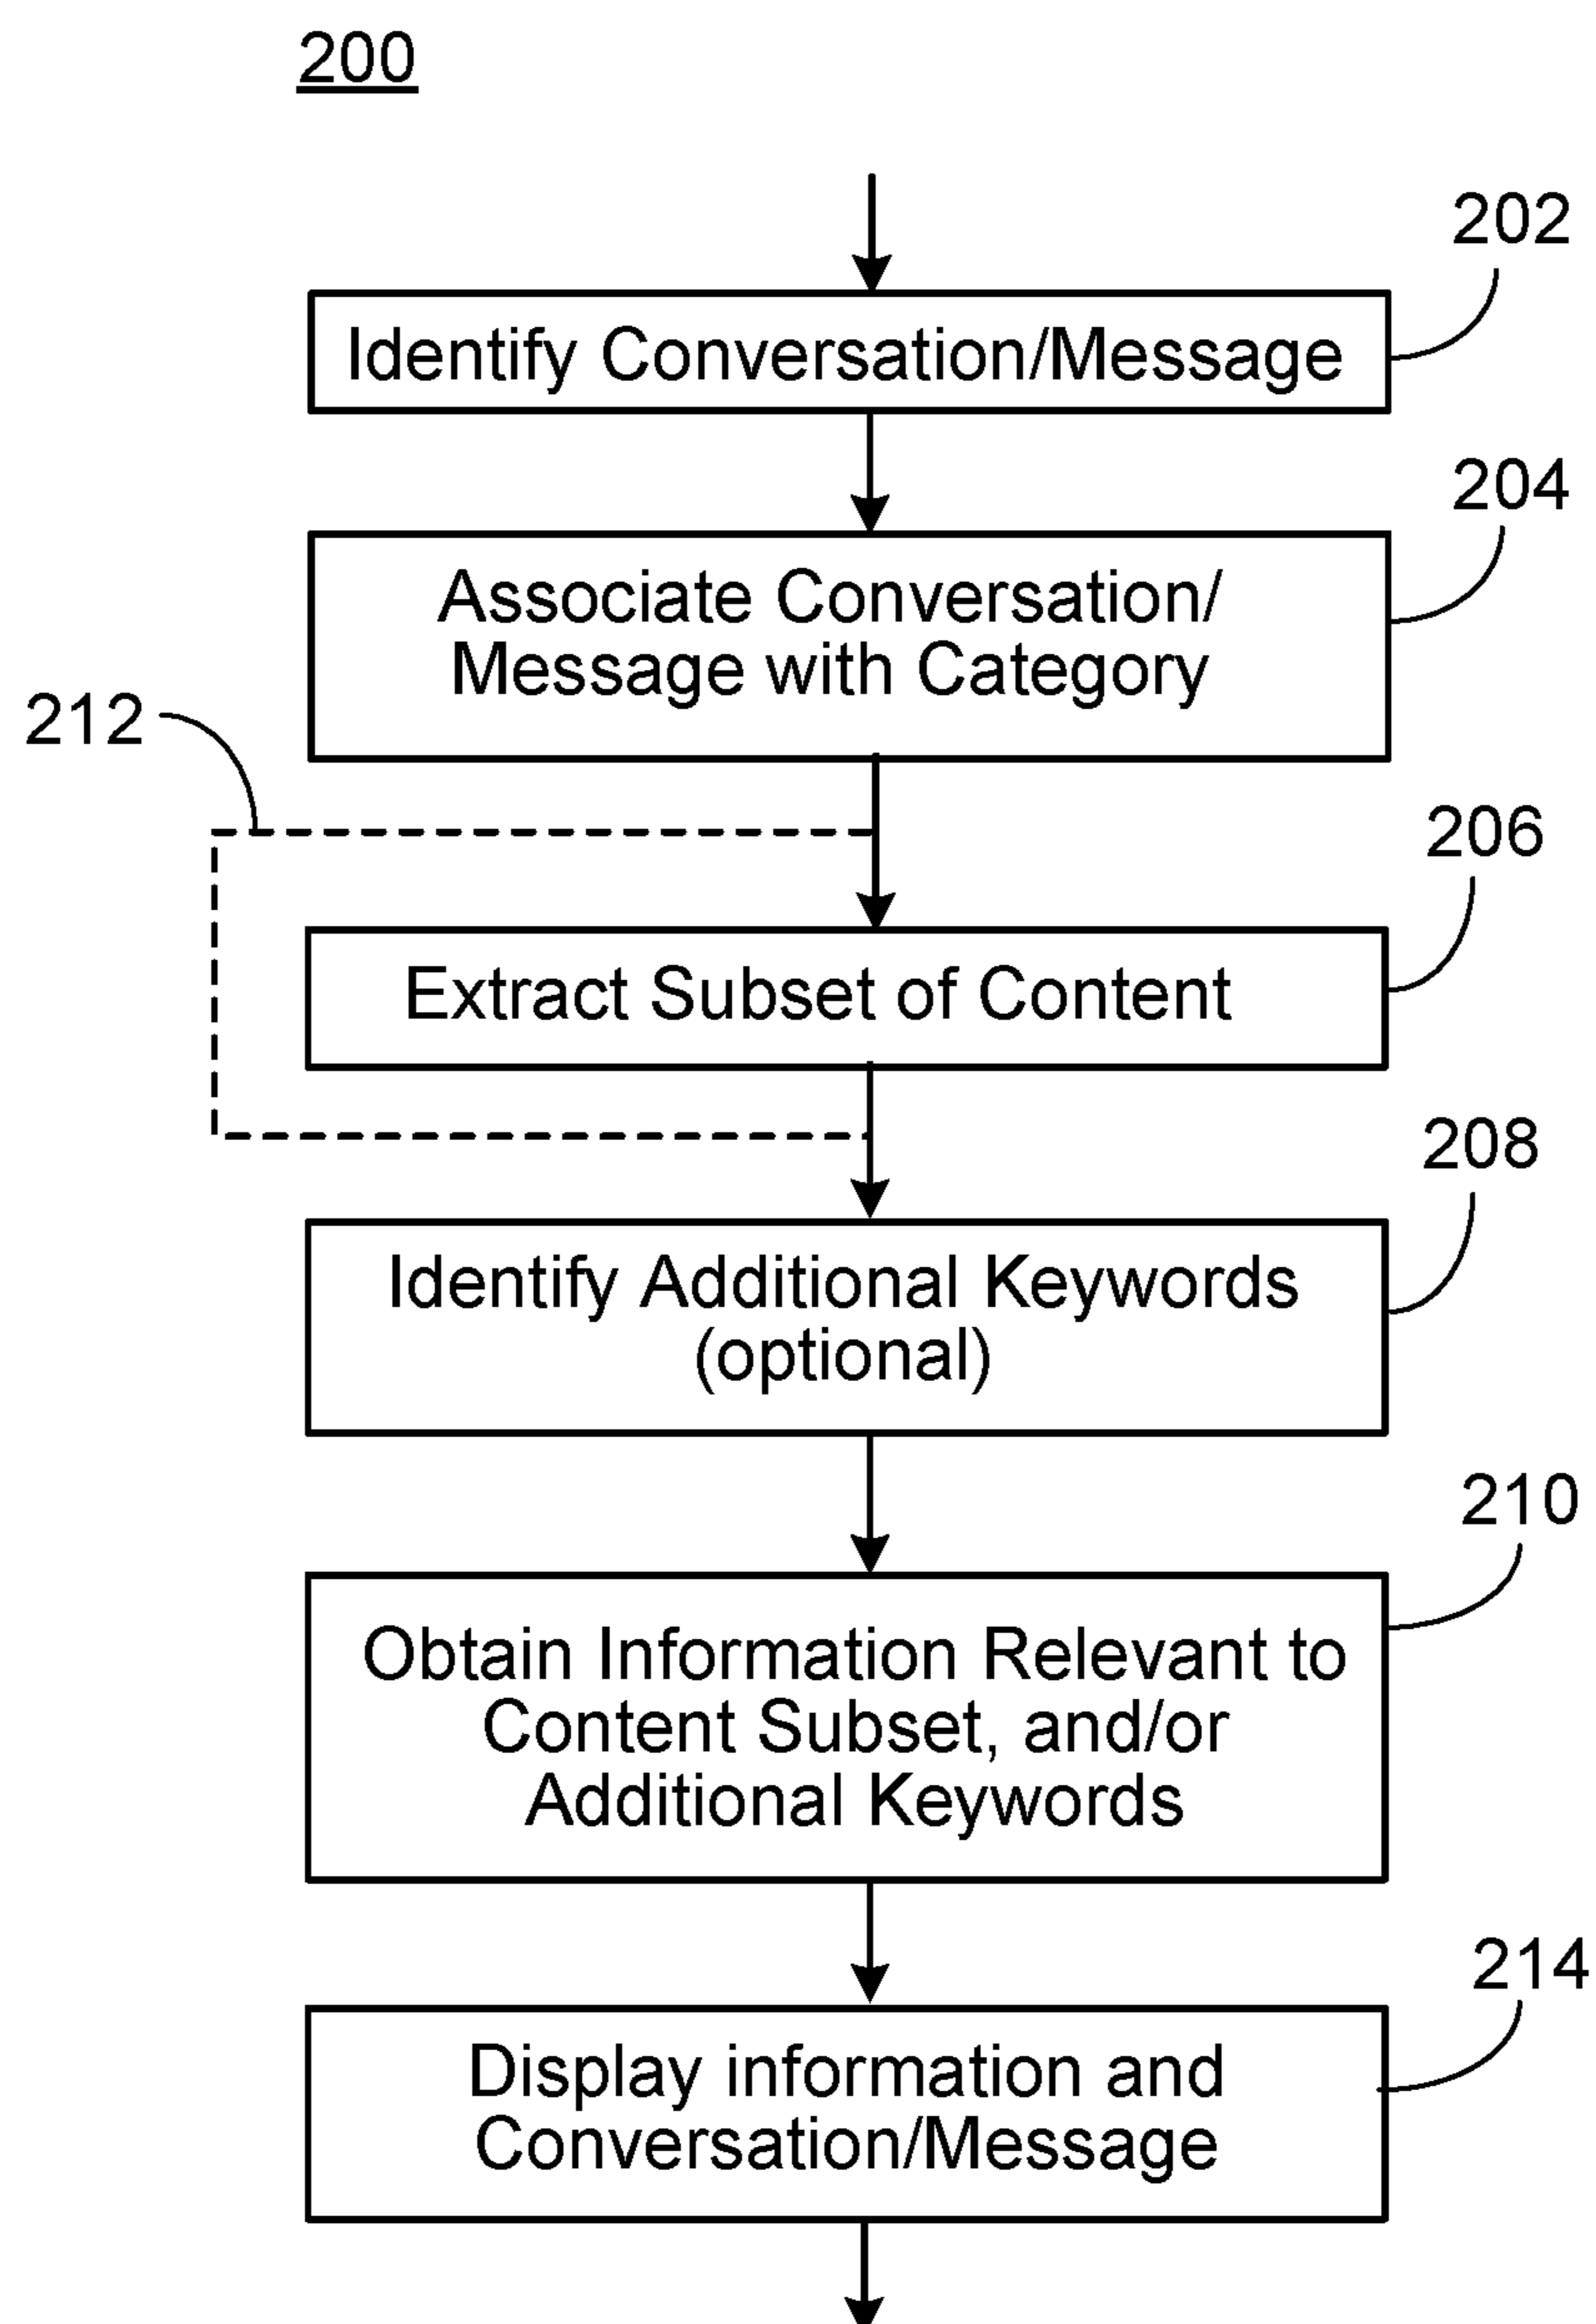 200
202
Identify Conversation/Message
204
Associate Conversation/
Message with Category
212
206
Extract Subset of Content
208
Identify Additional Keywords
(optional)
210
Obtain Information Relevant to
Content Subset, and/or
Additional Keywords
214
Display information and
Conversation/Message